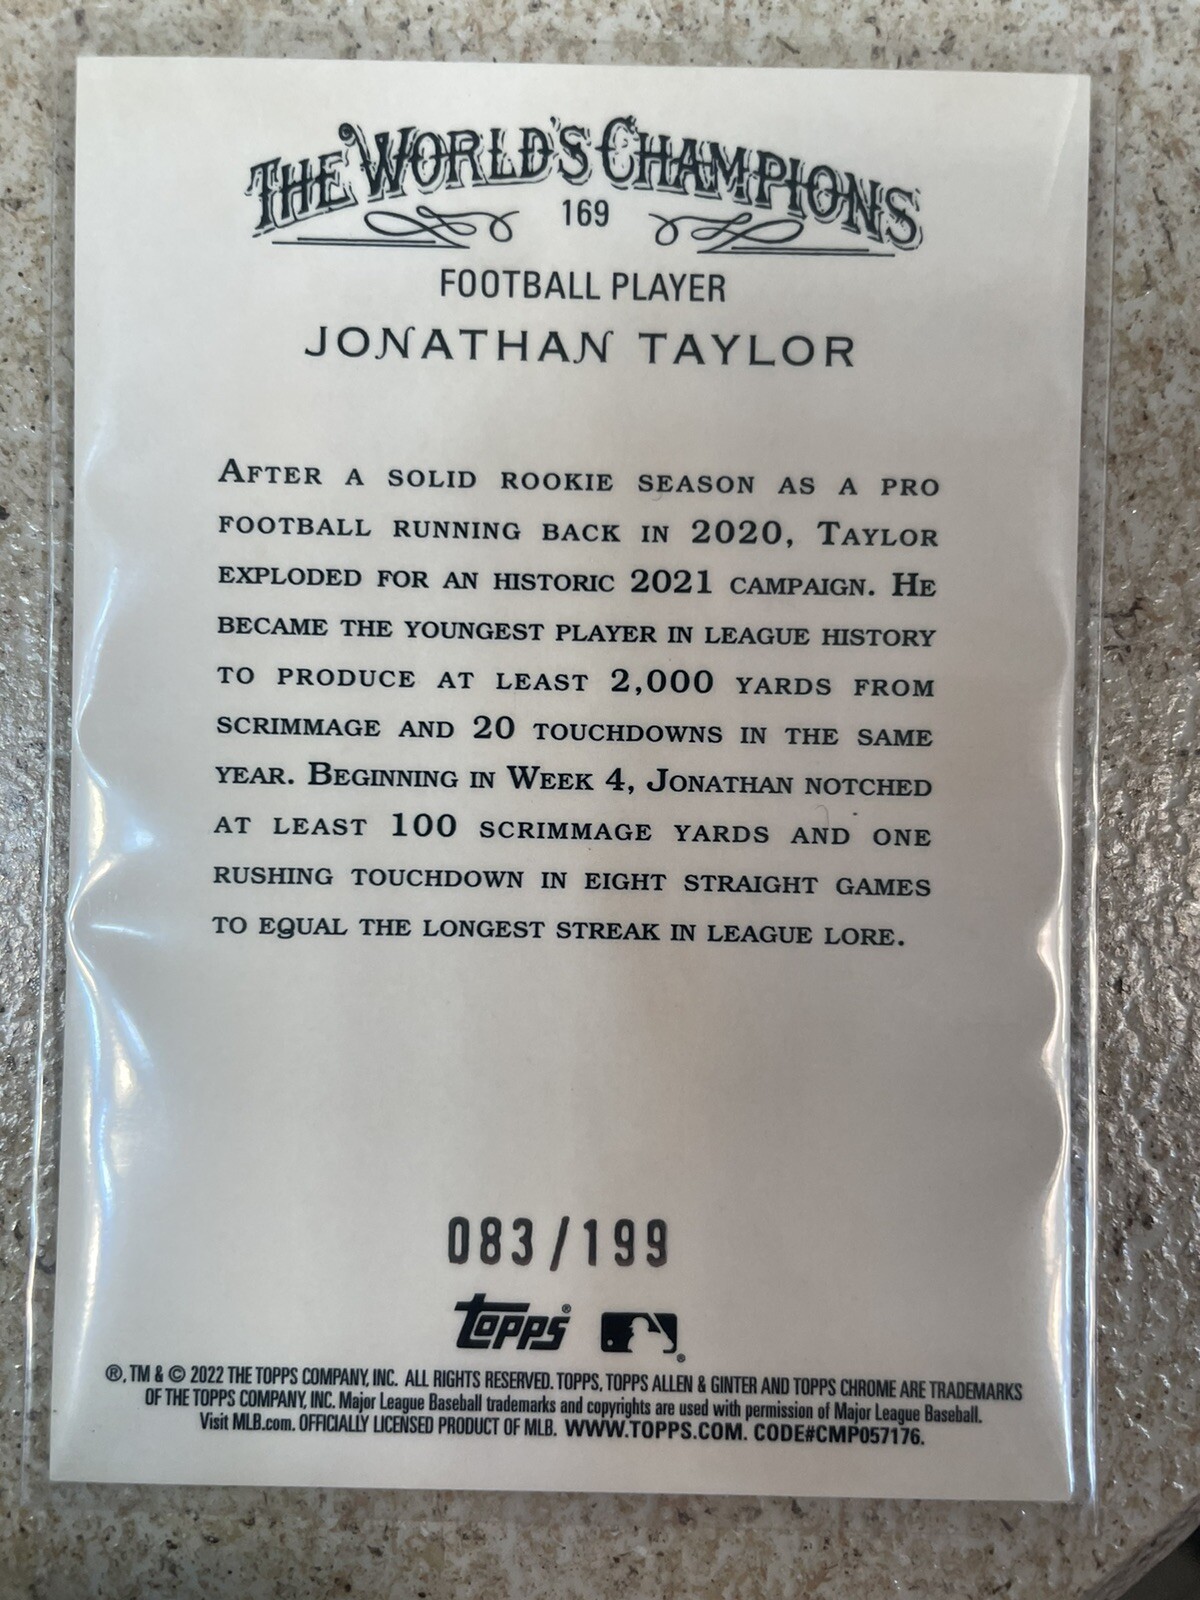 THE WORLD'S CHAMPIONS
169
FOOTBALL PLAYER
JONATHAN TAYLOR
AFTER A SOLID ROOKIE SEASON AS A PRO
FOOTBALL RUNNING BACK IN 2020, TAYLOR
EXPLODED FOR AN HISTORIC 2021 CAMPAIGN. HE
BECAME THE YOUNGEST PLAYER IN LEAGUE HISTORY
TO PRODUCE AT LEAST 2,000 YARDS FROM
SCRIMMAGE AND 20 TOUCHDOWNS IN THE SAME
YEAR. BEGINNING IN WEEK 4, JONATHAN NOTCHED
AT LEAST 100 SCRIMMAGE YARDS AND ONE
RUSHING TOUCHDOWN IN EIGHT STRAIGHT GAMES
TO EQUAL THE LONGEST STREAK IN LEAGUE LORE.
083/199
topps®
®, TM & © 2022 THE TOPPS COMPANY, INC. ALL RIGHTS RESERVED. TOPPS, TOPPS ALLEN & GINTER AND TOPPS CHROME ARE TRADEMARKS
OF THE TOPPS COMPANY, INC. Major League Baseball trademarks and copyrights are used with permission of Major League Baseball.
Visit MLB.com. OFFICIALLY LICENSED PRODUCT OF MLB. WWW.TOPPS.COM. CODE#CMP057176.